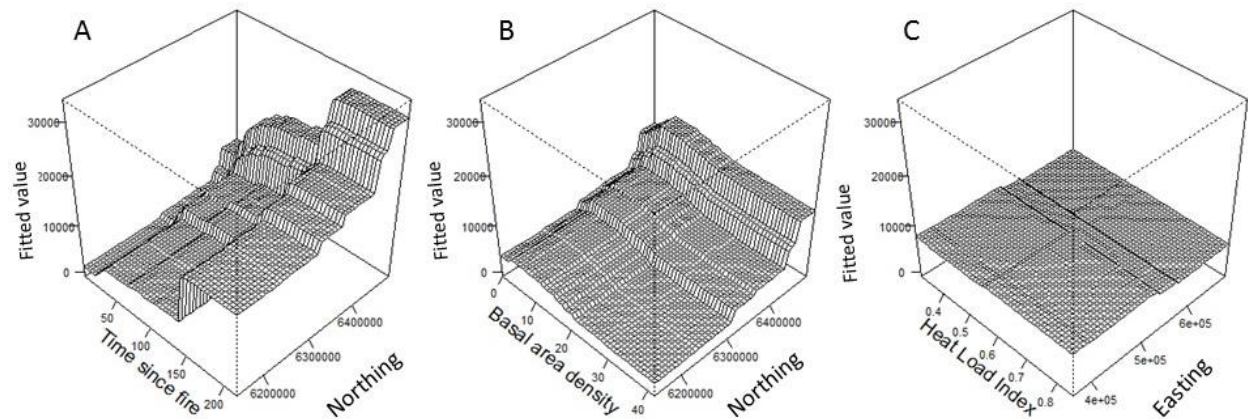 A
Fitted value
30000
20000
10000
0
50
100
150
200
Time since fire
6200000
6300000
6400000
Northing
B
Fitted value
30000
20000
10000
0
0
10
20
30
40
Basal area density
6200000
6300000
6400000
Northing
C
Fitted value
30000
20000
10000
0
0.4
0.5
0.6
0.7
0.8
Heat Load Index
4e+05
5e+05
6e+05
Easting